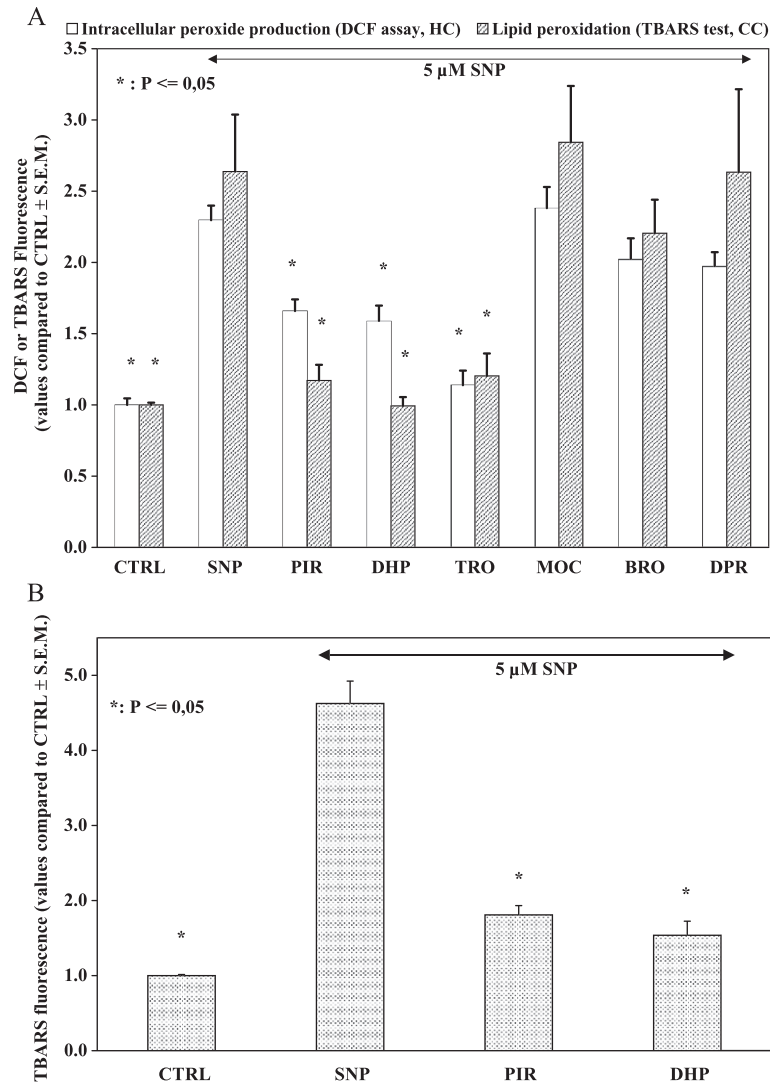 A
Intracellular peroxide production (DCF assay, HC) Lipid peroxidation (TBARS test, CC)
3.5
5 µM SNP
* : P <= 0,05
3.0
2.5
2.0
1.5
1.0
0.5
0.0
* * * * * * * *
DCF or TBARS Fluorescence
(values compared to CTRL ± S.E.M.)
CTRL SNP PIR DHP TRO MOC BRO DPR
B
5 µM SNP
*: P <= 0,05
5.0
4.0
3.0
2.0
1.0
0.0
* * *
TBARS fluorescence (values compared to CTRL ± S.E.M.)
CTRL SNP PIR DHP